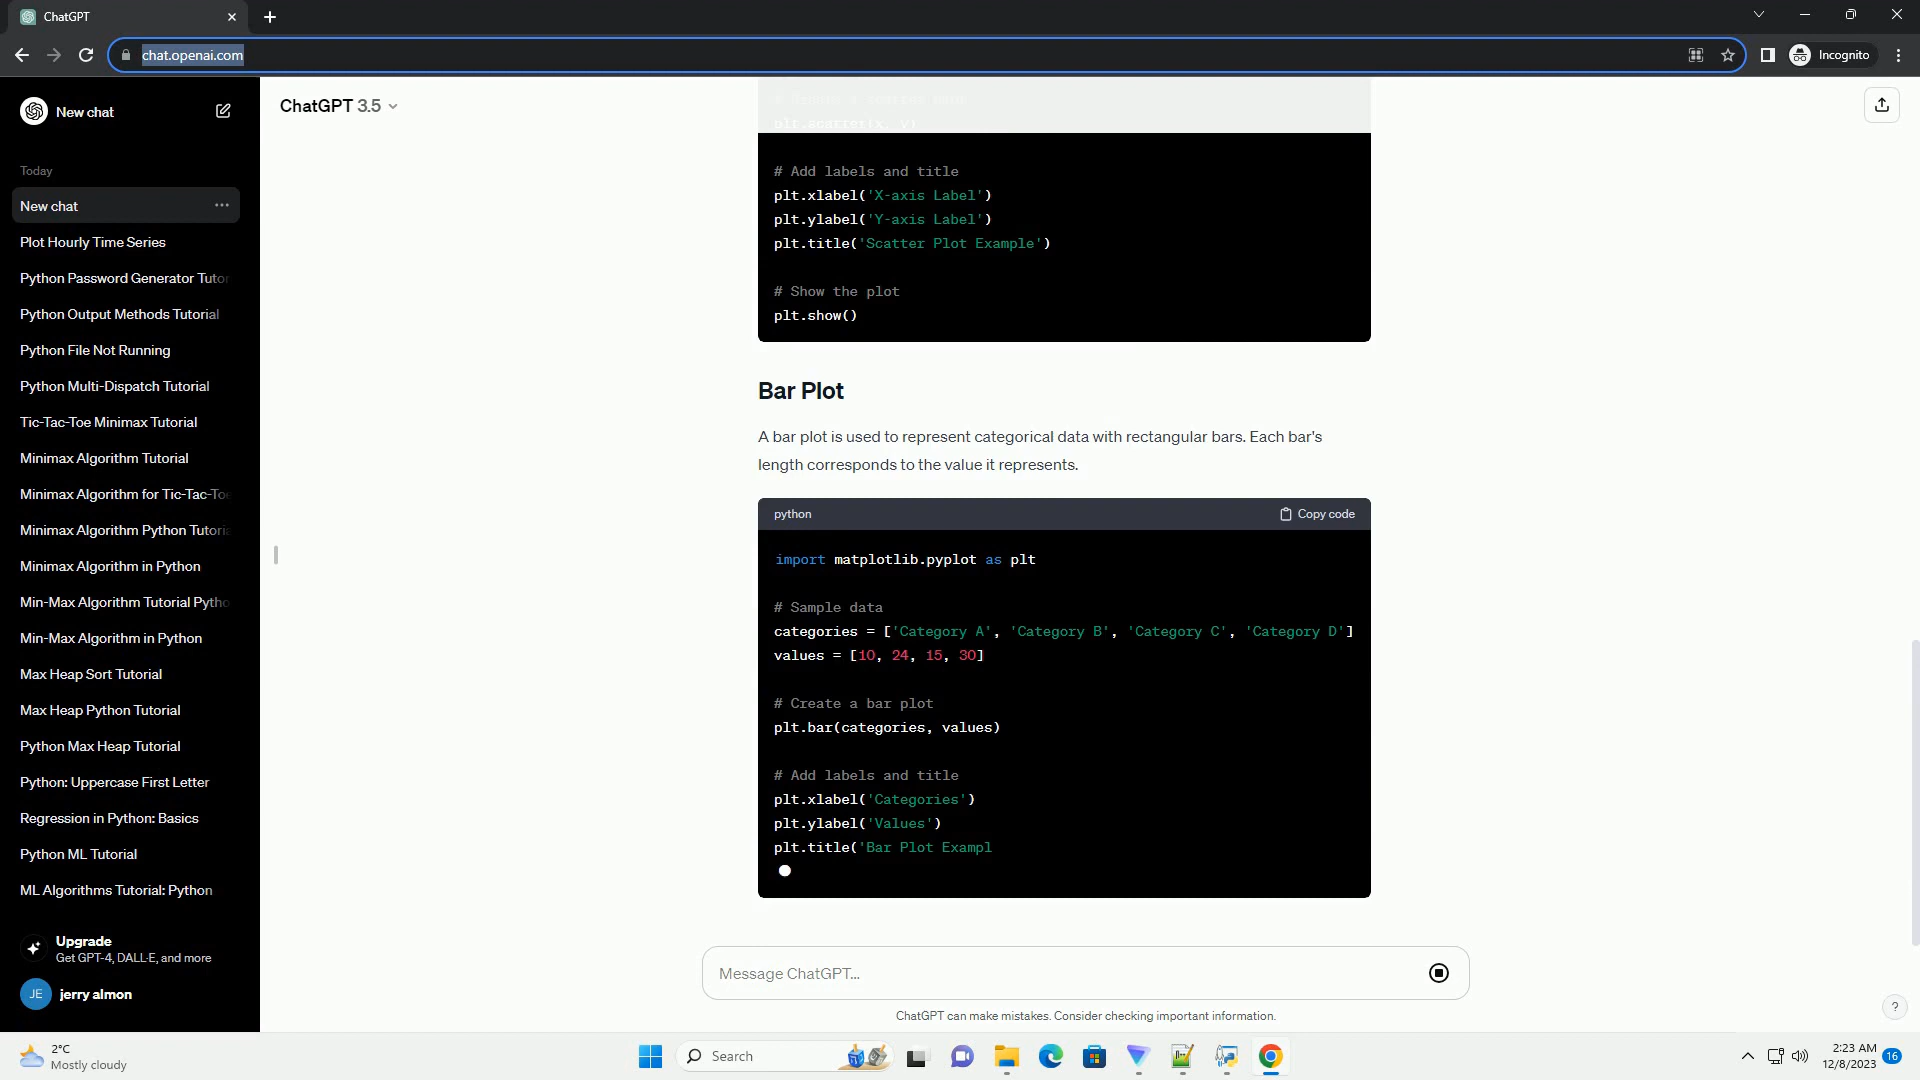 ChatGPT
chat.openai.com
Incognito
New chat
Today
New chat
Plot Hourly Time Series
Python Password Generator Tutor
Python Output Methods Tutorial
Python File Not Running
Python Multi-Dispatch Tutorial
Tic-Tac-Toe Minimax Tutorial
Minimax Algorithm Tutorial
Minimax Algorithm for Tic-Tac-Toe
Minimax Algorithm Python Tutoria
Minimax Algorithm in Python
Min-Max Algorithm Tutorial Pytho
Min-Max Algorithm in Python
Max Heap Sort Tutorial
Max Heap Python Tutorial
Python Max Heap Tutorial
Python: Uppercase First Letter
Regression in Python: Basics
Python ML Tutorial
ML Algorithms Tutorial: Python
Upgrade
Get GPT-4, DALL·E, and more
JE
jerry almon
ChatGPT 3.5
plt.scatter(x, y)
# Add labels and title
plt.xlabel('X-axis Label')
plt.ylabel('Y-axis Label')
plt.title('Scatter Plot Example')
# Show the plot
plt.show()
Bar Plot
A bar plot is used to represent categorical data with rectangular bars. Each bar's
length corresponds to the value it represents.
python
Copy code
import matplotlib.pyplot as plt
# Sample data
categories = ['Category A', 'Category B', 'Category C', 'Category D']
values = [10, 24, 15, 30]
# Create a bar plot
plt.bar(categories, values)
# Add labels and title
plt.xlabel('Categories')
plt.ylabel('Values')
plt.title('Bar Plot Exampl
Message ChatGPT...
ChatGPT can make mistakes. Consider checking important information.
?
2°C
Mostly cloudy
Search
2:23 AM
12/8/2023
16